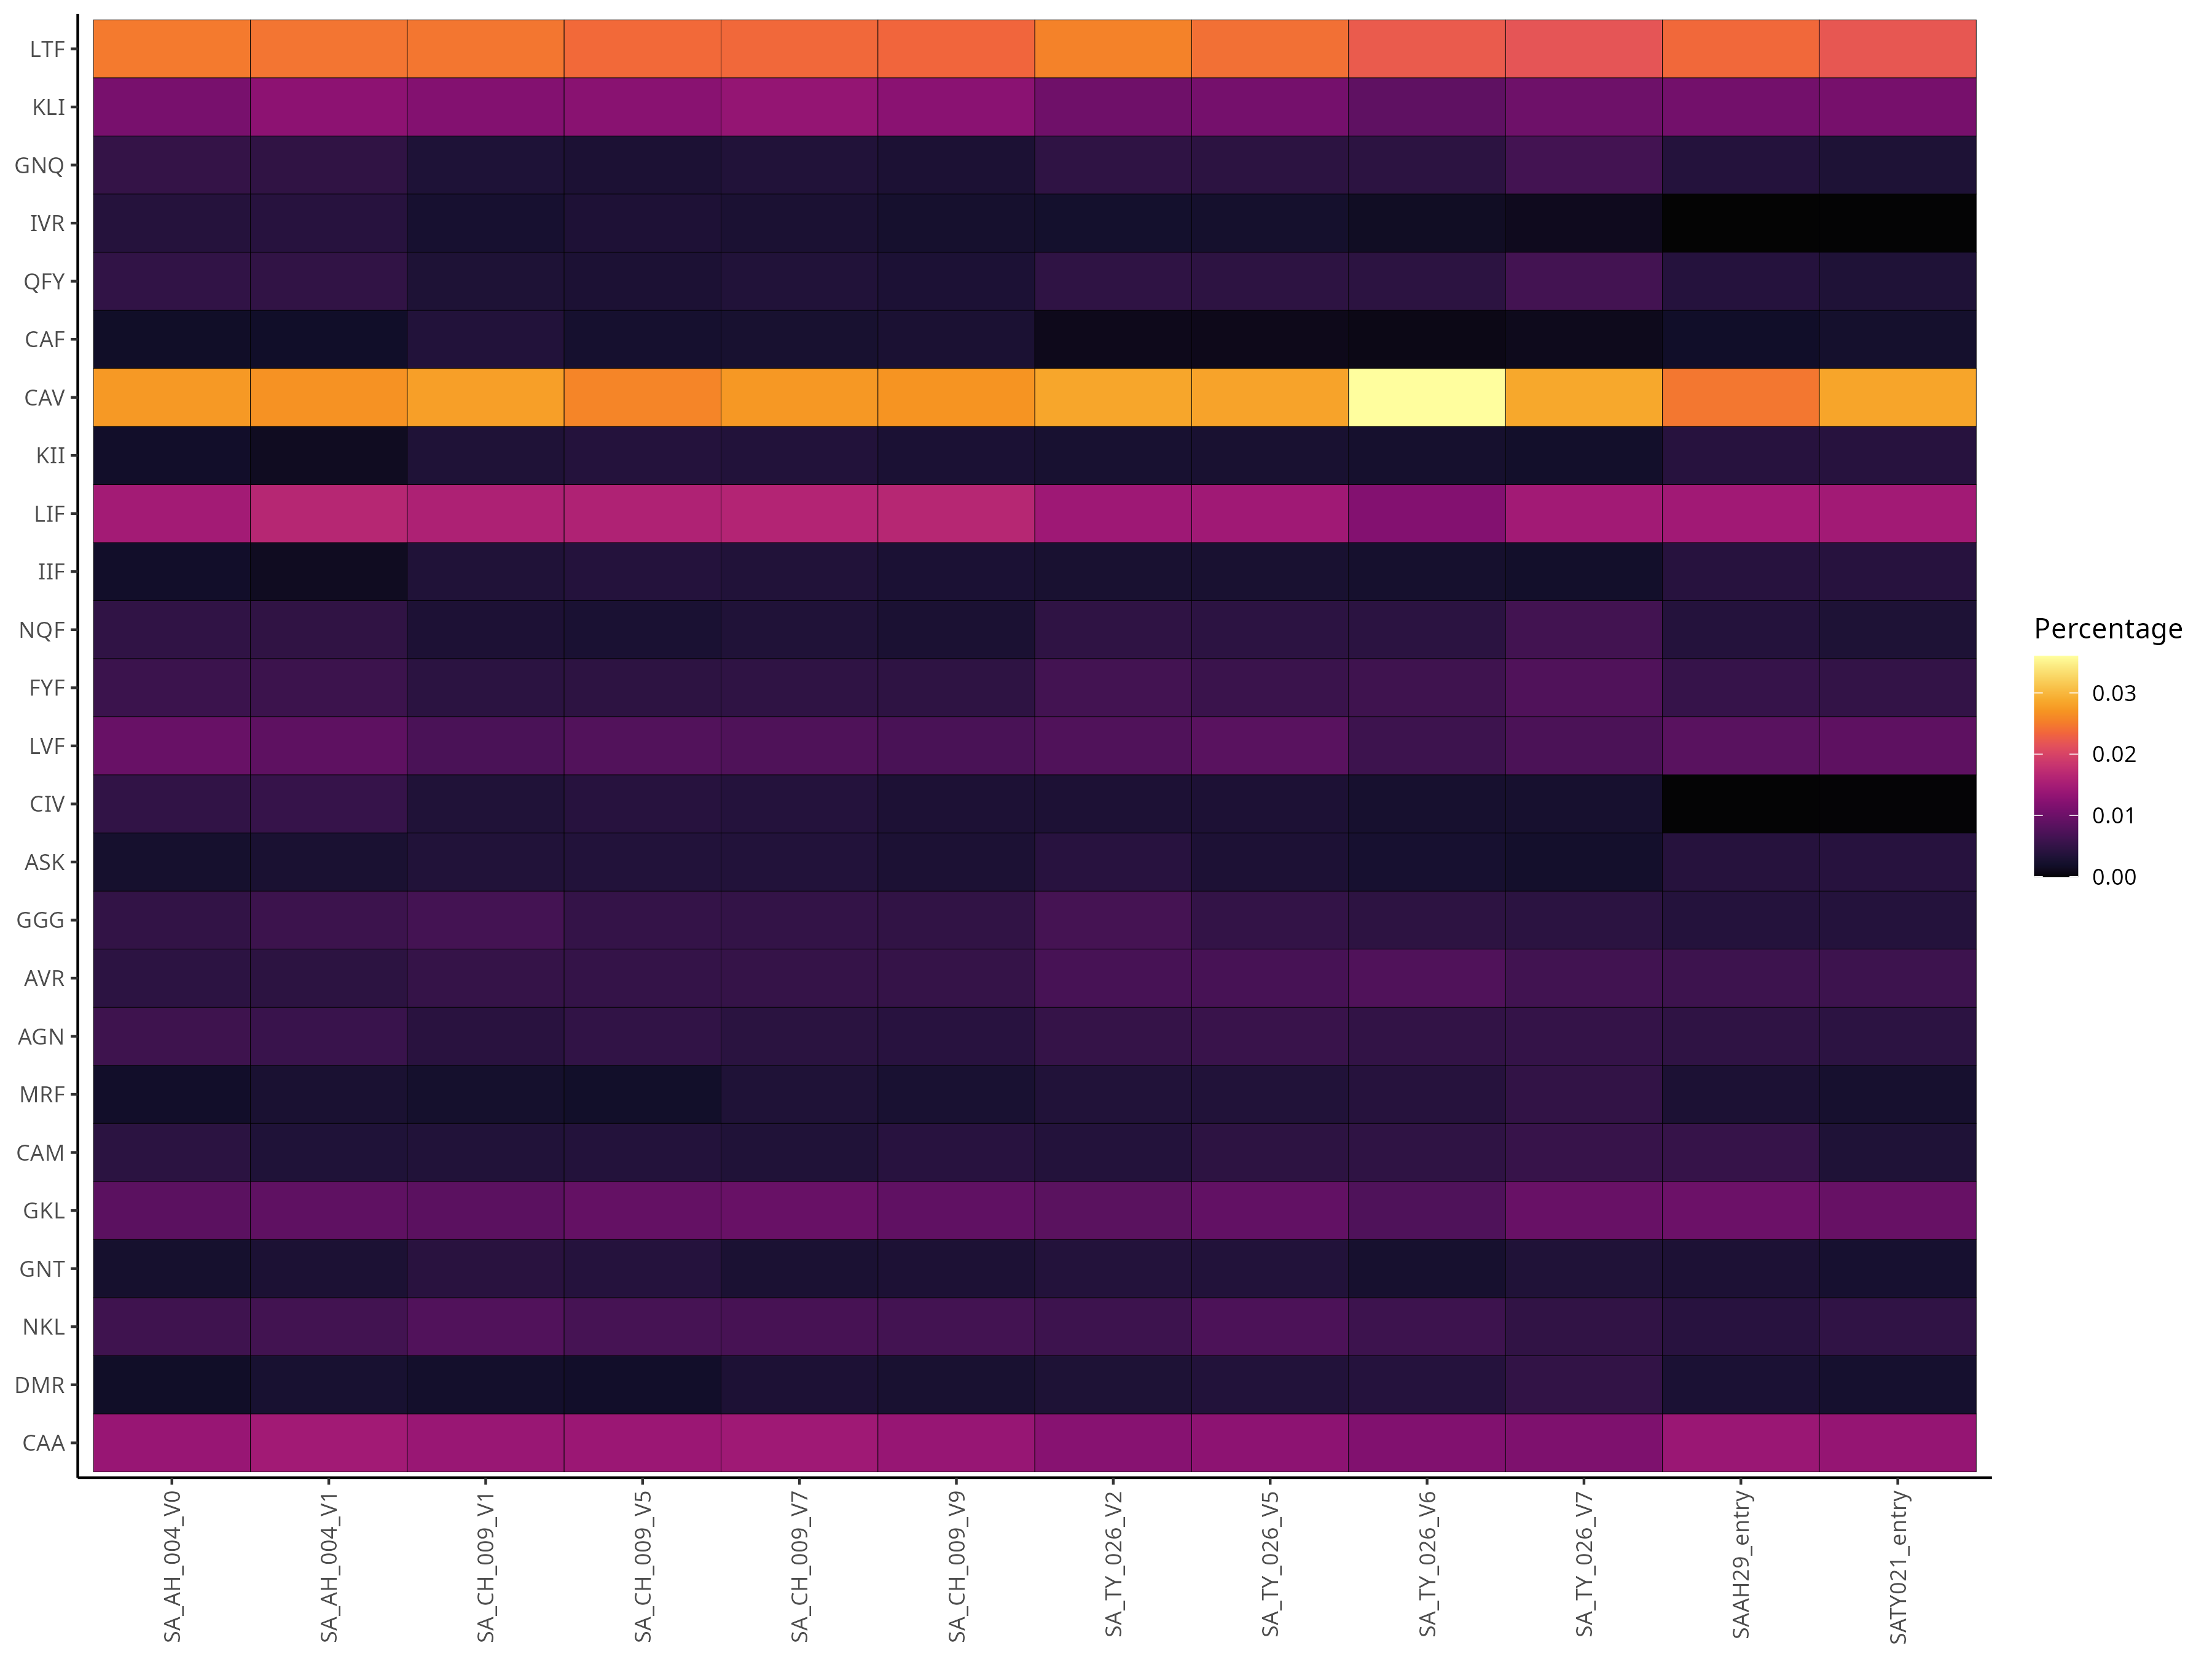 LTF
KLI
GNQ
IVR
QFY
CAF
CAV
KII
LIF
IIF
NQF
FYF
LVF
CIV
ASK
GGG
AVR
AGN
MRF
CAM
GKL
GNT
NKL
DMR
CAA
SA_AH_004_V0
SA_AH_004_V1
SA_CH_009_V1
SA_CH_009_V5
SA_CH_009_V7
SA_CH_009_V9
SA_TY_026_V2
SA_TY_026_V5
SA_TY_026_V6
SA_TY_026_V7
SAAH29_entry
SATY021_entry
Percentage
0.03
0.02
0.01
0.00